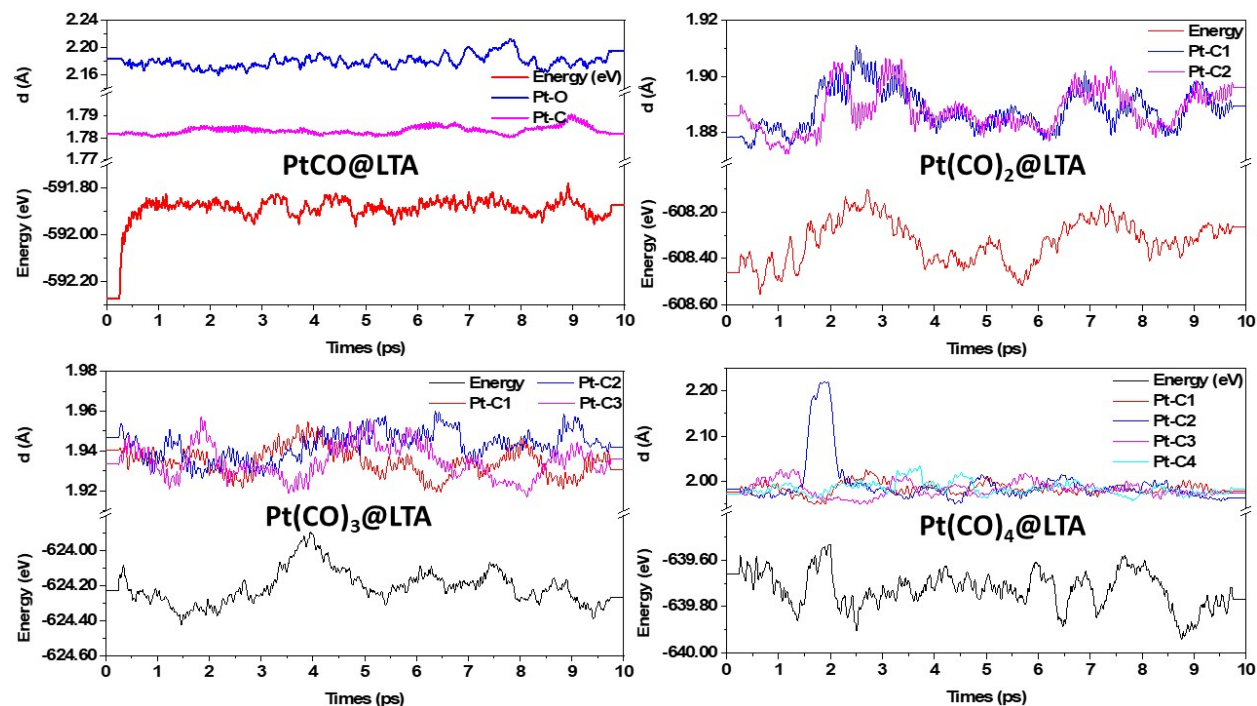 2.24
2.20
2.16
d (Å)
Energy (eV)
Pt-O
Pt-C
1.79
1.78
1.77
PtCO@LTA
-591.80
-592.00
-592.20
Energy (eV)
0 1 2 3 4 5 6 7 8 9 10
Times (ps)
1.92
1.90
1.88
d (Å)
Energy
Pt-C1
Pt-C2
Pt(CO)2@LTA
-608.20
-608.40
-608.60
Energy (eV)
0 1 2 3 4 5 6 7 8 9 10
Times (ps)
1.98
1.96
1.94
1.92
d (Å)
Energy Pt-C2
Pt-C1 Pt-C3
Pt(CO)3@LTA
-624.00
-624.20
-624.40
-624.60
Energy (eV)
0 1 2 3 4 5 6 7 8 9 10
Times (ps)
2.20
2.10
2.00
d (Å)
Energy (eV)
Pt-C1
Pt-C2
Pt-C3
Pt-C4
Pt(CO)4@LTA
-639.60
-639.80
-640.00
Energy (eV)
0 1 2 3 4 5 6 7 8 9 10
Times (ps)